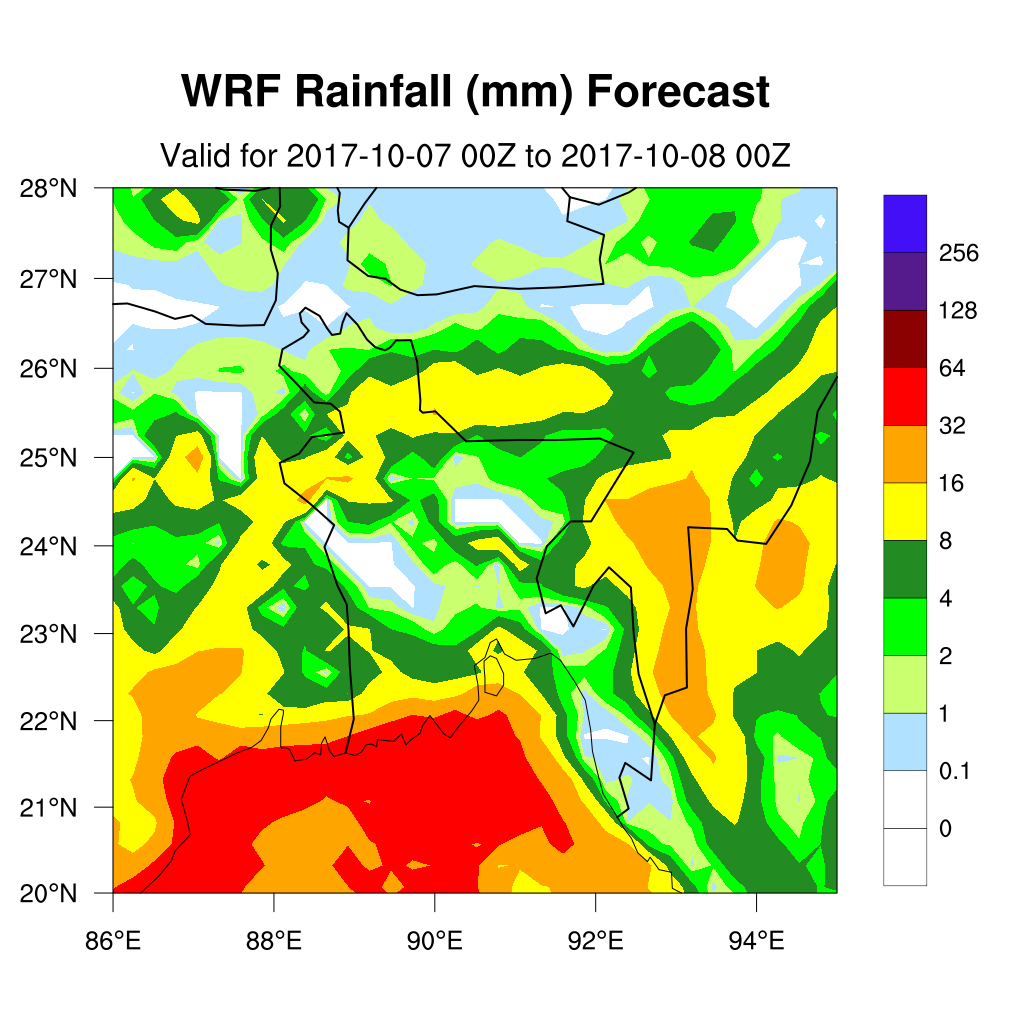 WRF Rainfall (mm) Forecast
Valid for 2017-10-07 00Z to 2017-10-08 00Z
28°N
27°N
26°N
25°N
24°N
23°N
22°N
21°N
20°N
86°E 88°E 90°E 92°E 94°E
256
128
64
32
16
8
4
2
1
0.1
0